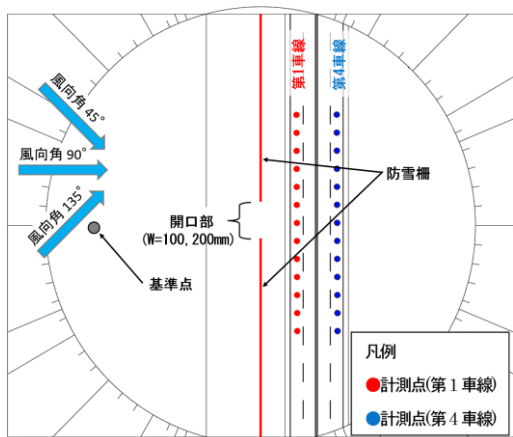 第1車線
第4車線
風向角 45°
風向角 90°
風向角 135°
防雪柵
開口部
(W=100, 200mm)
基準点
凡例
●計測点(第1車線)
●計測点(第4車線)